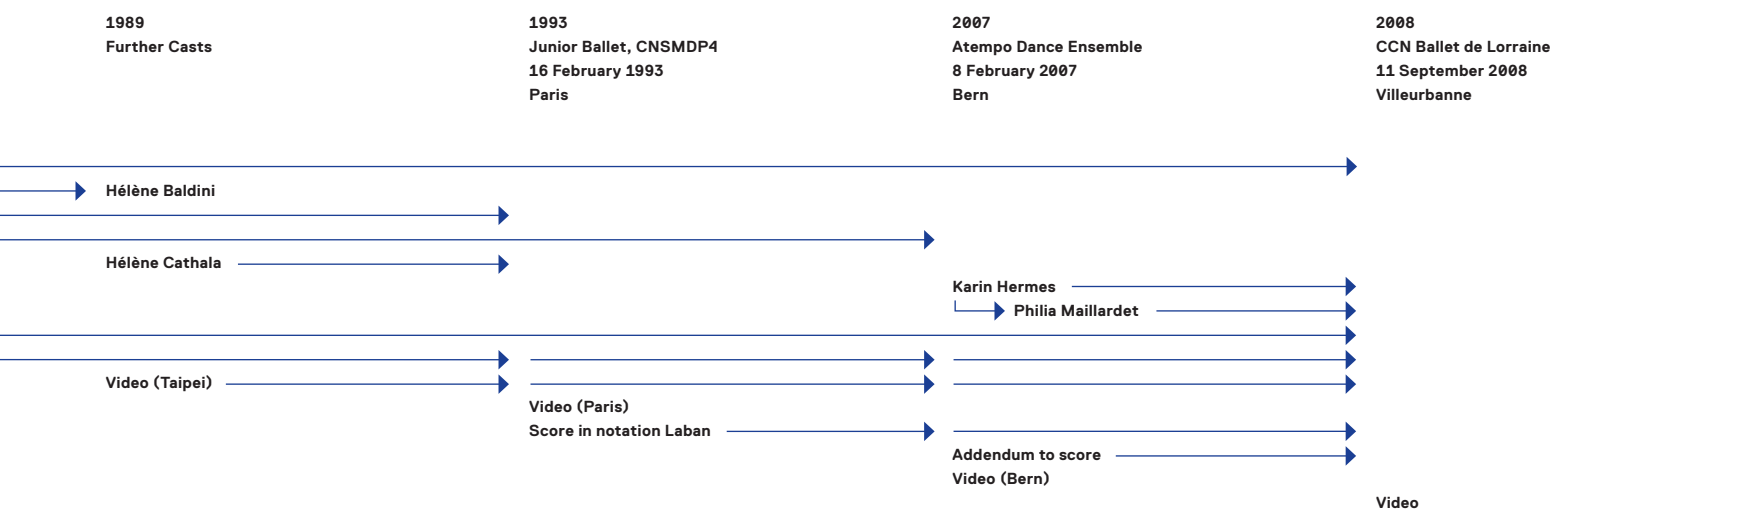 1989
Further Casts
1993
Junior Ballet, CNSMDP4
16 February 1993
Paris
2007
Atempo Dance Ensemble
8 February 2007
Bern
2008
CCN Ballet de Lorraine
11 September 2008
Villeurbanne
Hélène Baldini
Hélène Cathala
Karin Hermes
Philia Maillardet
Video (Taipei)
Video (Paris)
Score in notation Laban
Addendum to score
Video (Bern)
Video